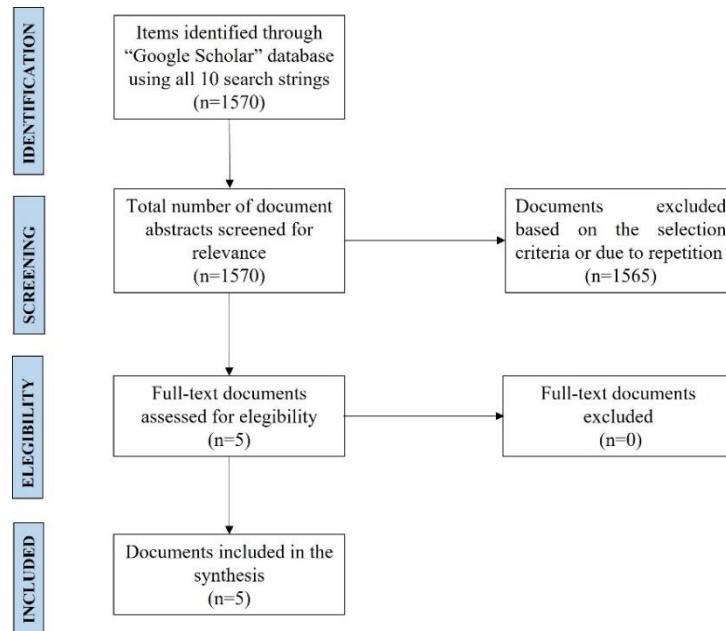 IDENTIFICATION
Items identified through
“Google Scholar” database
using all 10 search strings
(n=1570)
SCREENING
Total number of document
abstracts screened for
relevance
(n=1570)
Documents excluded
based on the selection
criteria or due to repetition
(n=1565)
ELEGIBILITY
Full-text documents
assessed for elegibility
(n=5)
Full-text documents
excluded
(n=0)
INCLUDED
Documents included in the
synthesis
(n=5)